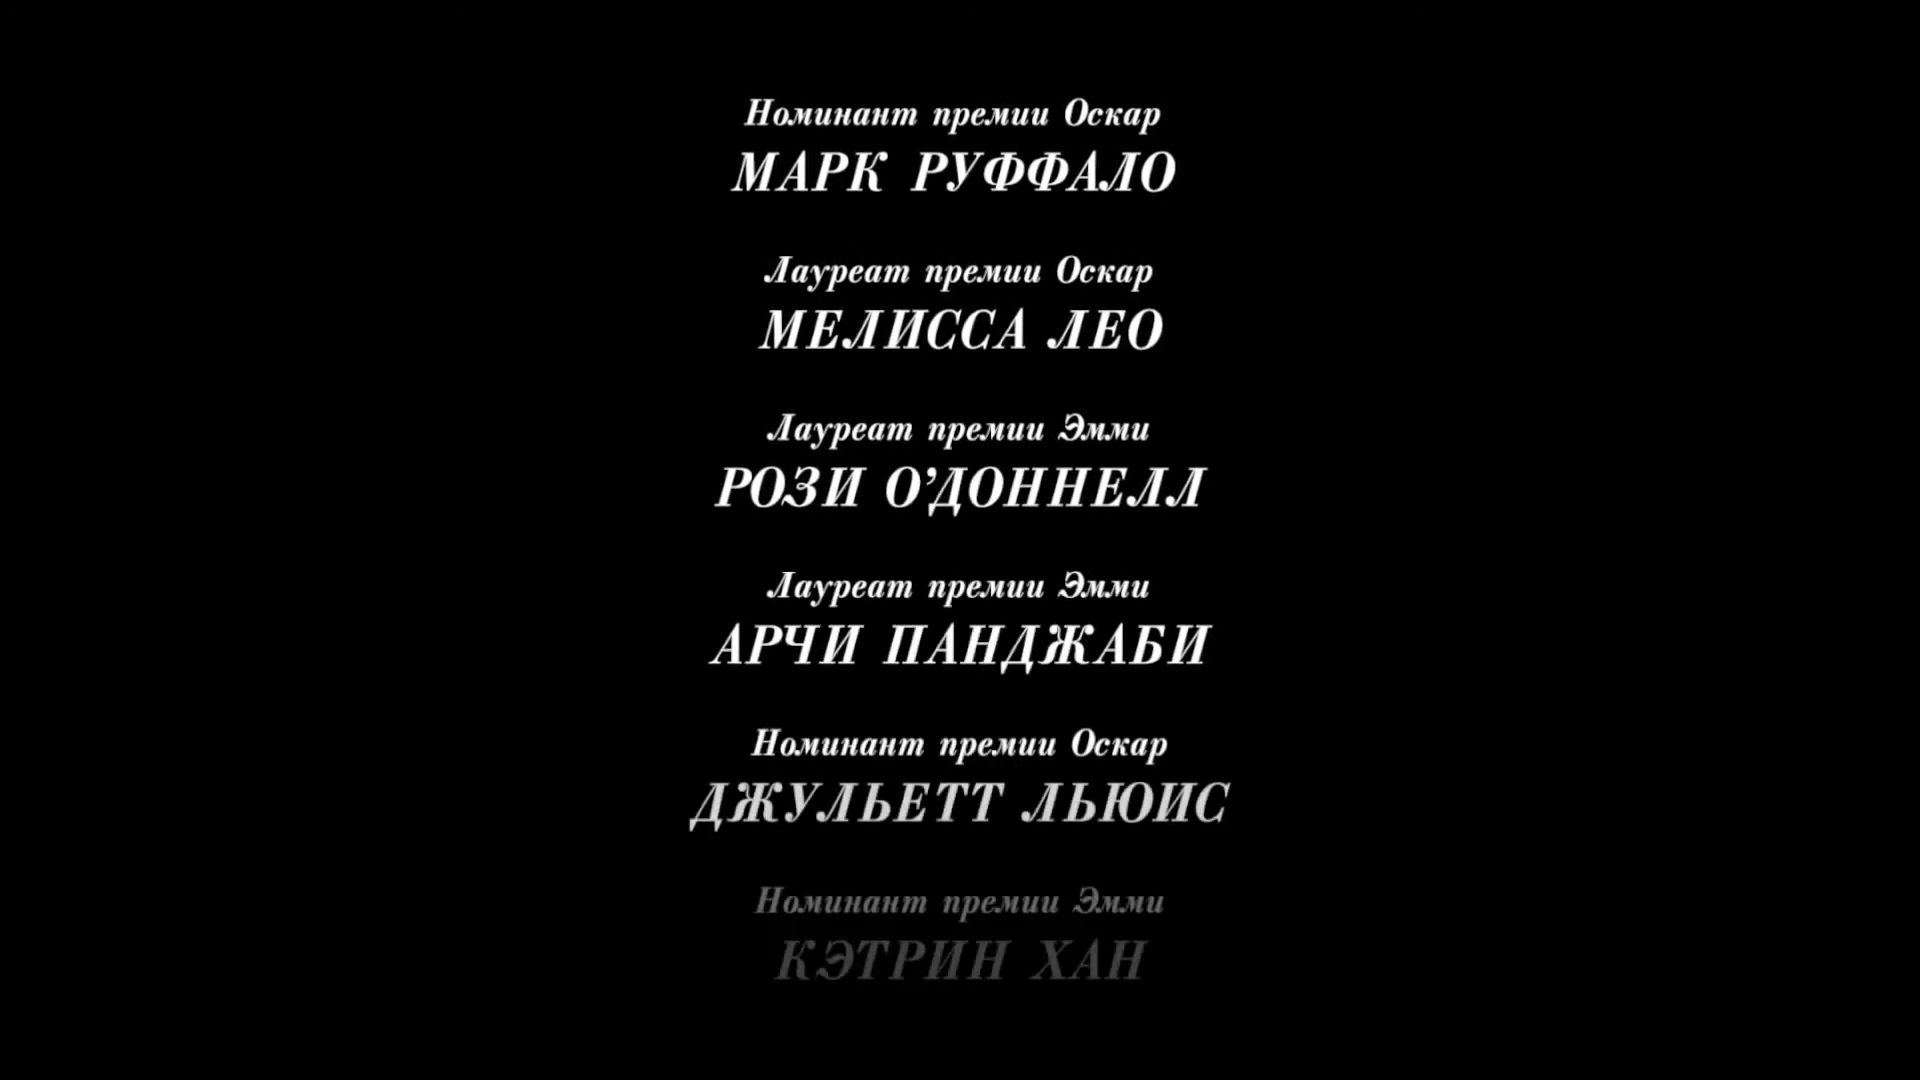 Номинант премии Оскар
МАРК РУФФАЛО
Лауреат премии Оскар
МЕЛИССА ЛЕО
Лауреат премии Эмми
РОЗИ О’ДОННЕЛЛ
Лауреат премии Эмми
АРЧИ ПАНДЖАБИ
Номинант премии Оскар
ДЖУЛЬЕТТ ЛЬЮИС
Номинант премии Эмми
КЭТРИН ХАН